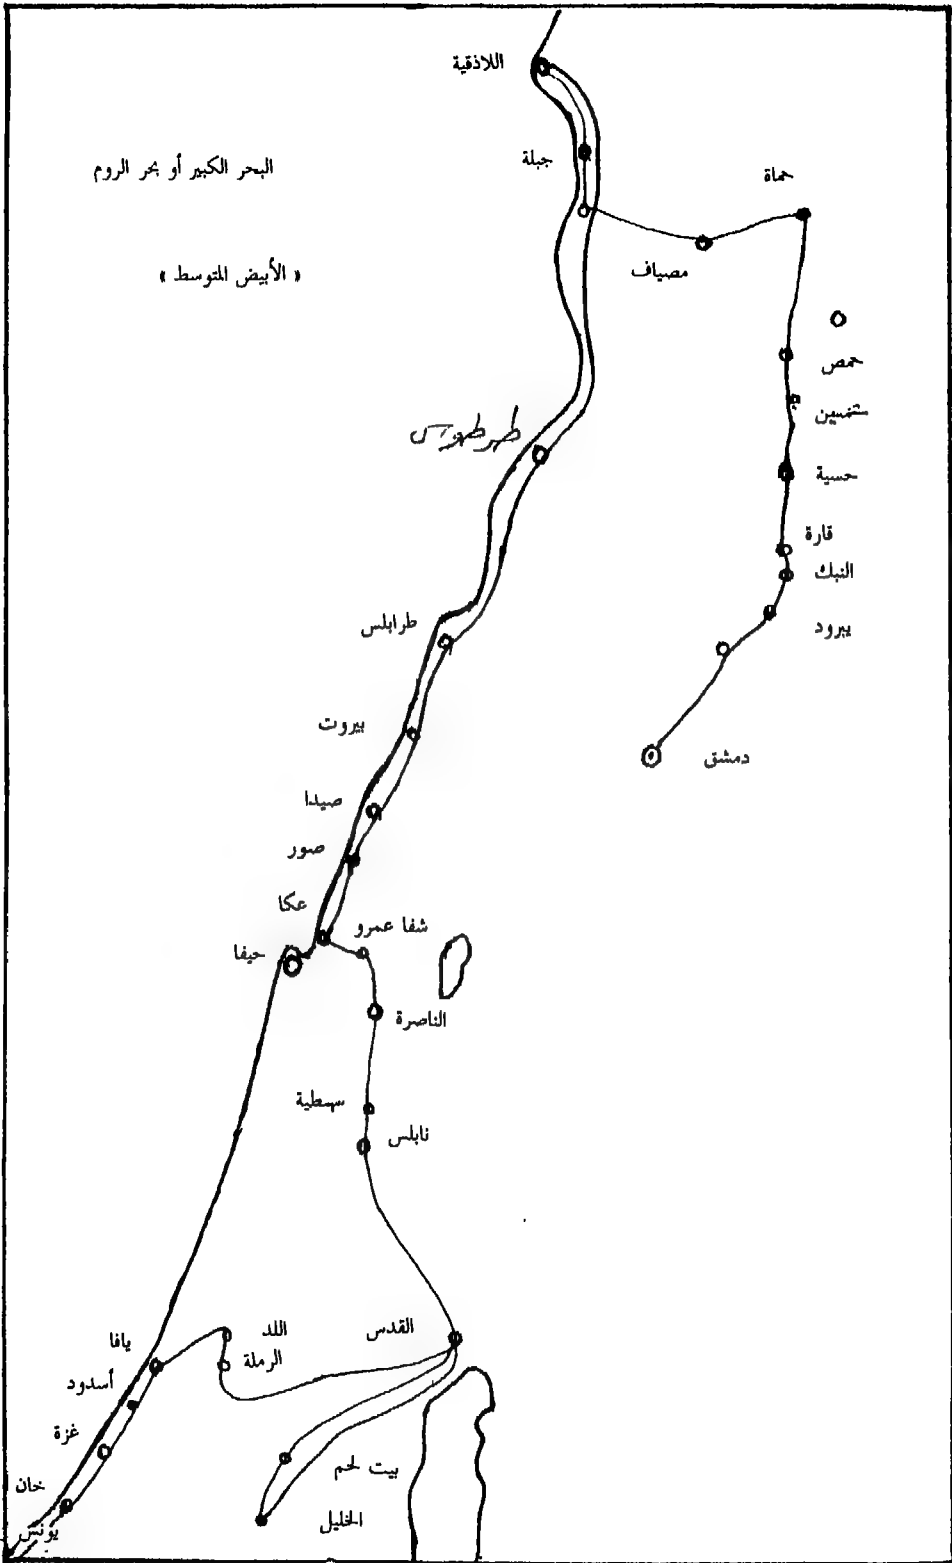 اللاذقية
جبلة
البحر الكبير أو بحر الروم
حماة
« الأبيض المتوسط »
مصياف
حمص
شمسين
طرطوس
حسية
قارة
النبك
طرابلس
يبرود
بيروت
دمشق
صيدا
صور
عكا
شفا عمرو
حيفا
الناصرة
سبسطية
نابلس
القدس
اللد
يافا
الرملة
أسدود
غزة
بيت لحم
خان
الخليل
يونس